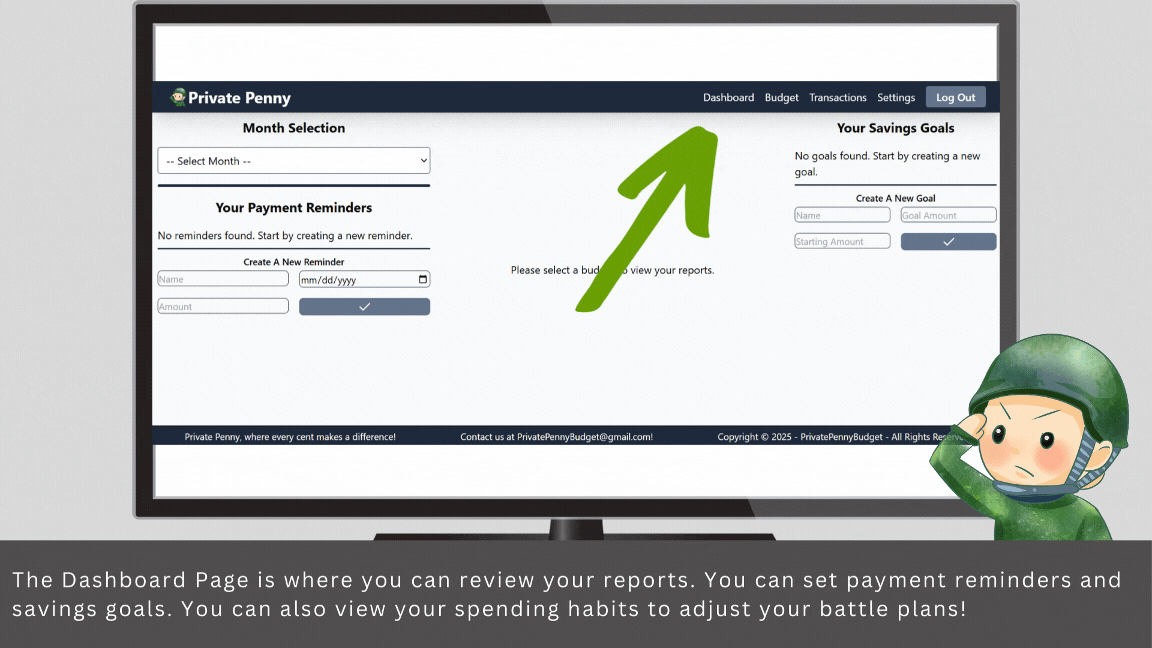 Private Penny
Dashboard Budget Transactions Settings Log Out
Month Selection
-- Select Month --
Your Payment Reminders
No reminders found. Start by creating a new reminder.
Create A New Reminder
Name mm/dd/yyyy
Amount
Please select a budget to view your reports.
Your Savings Goals
No goals found. Start by creating a new
goal.
Create A New Goal
Name Goal Amount
Starting Amount
Private Penny, where every cent makes a difference! Contact us at PrivatePennyBudget@gmail.com! Copyright © 2025 - PrivatePennyBudget - All Rights Reserved
The Dashboard Page is where you can review your reports. You can set payment reminders and
savings goals. You can also view your spending habits to adjust your battle plans!